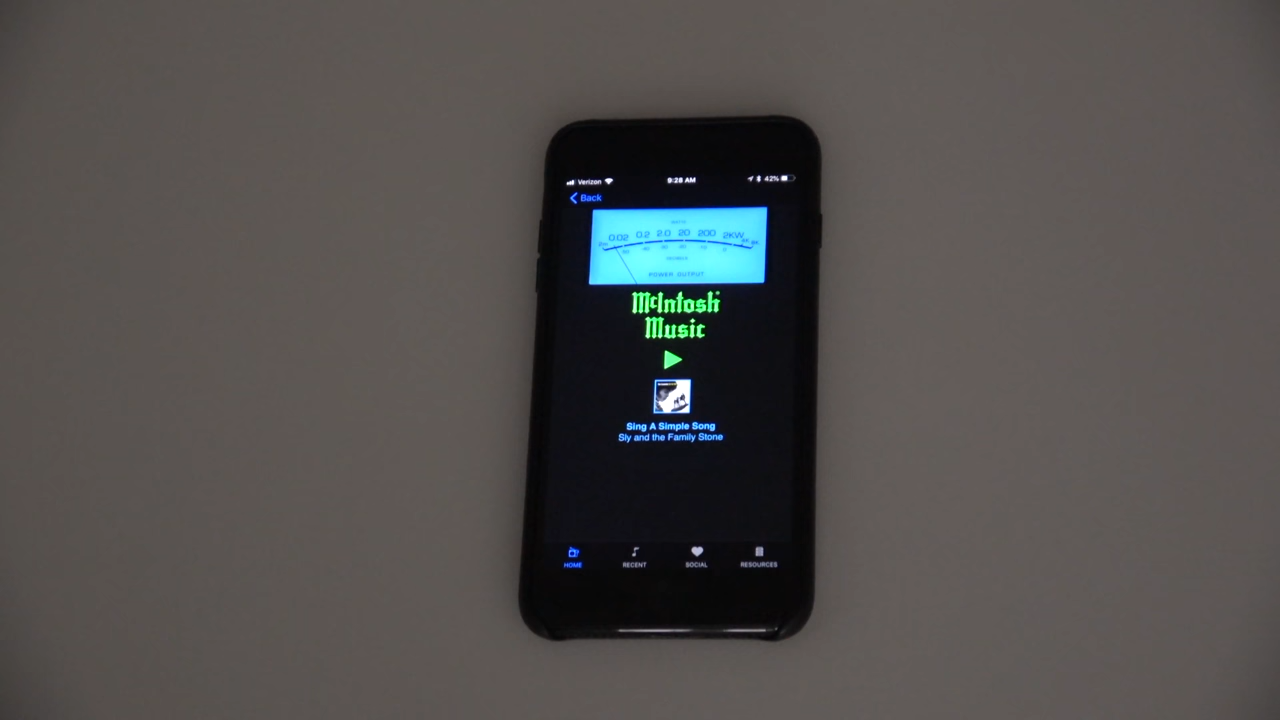 Verizon 9:28 AM 42%
Back
WATTS
0.02 0.2 2.0 20 200 2KW
POWER OUTPUT
McIntosh
Music
Sing A Simple Song
Sly and the Family Stone
HOME RECENT SOCIAL RESOURCES